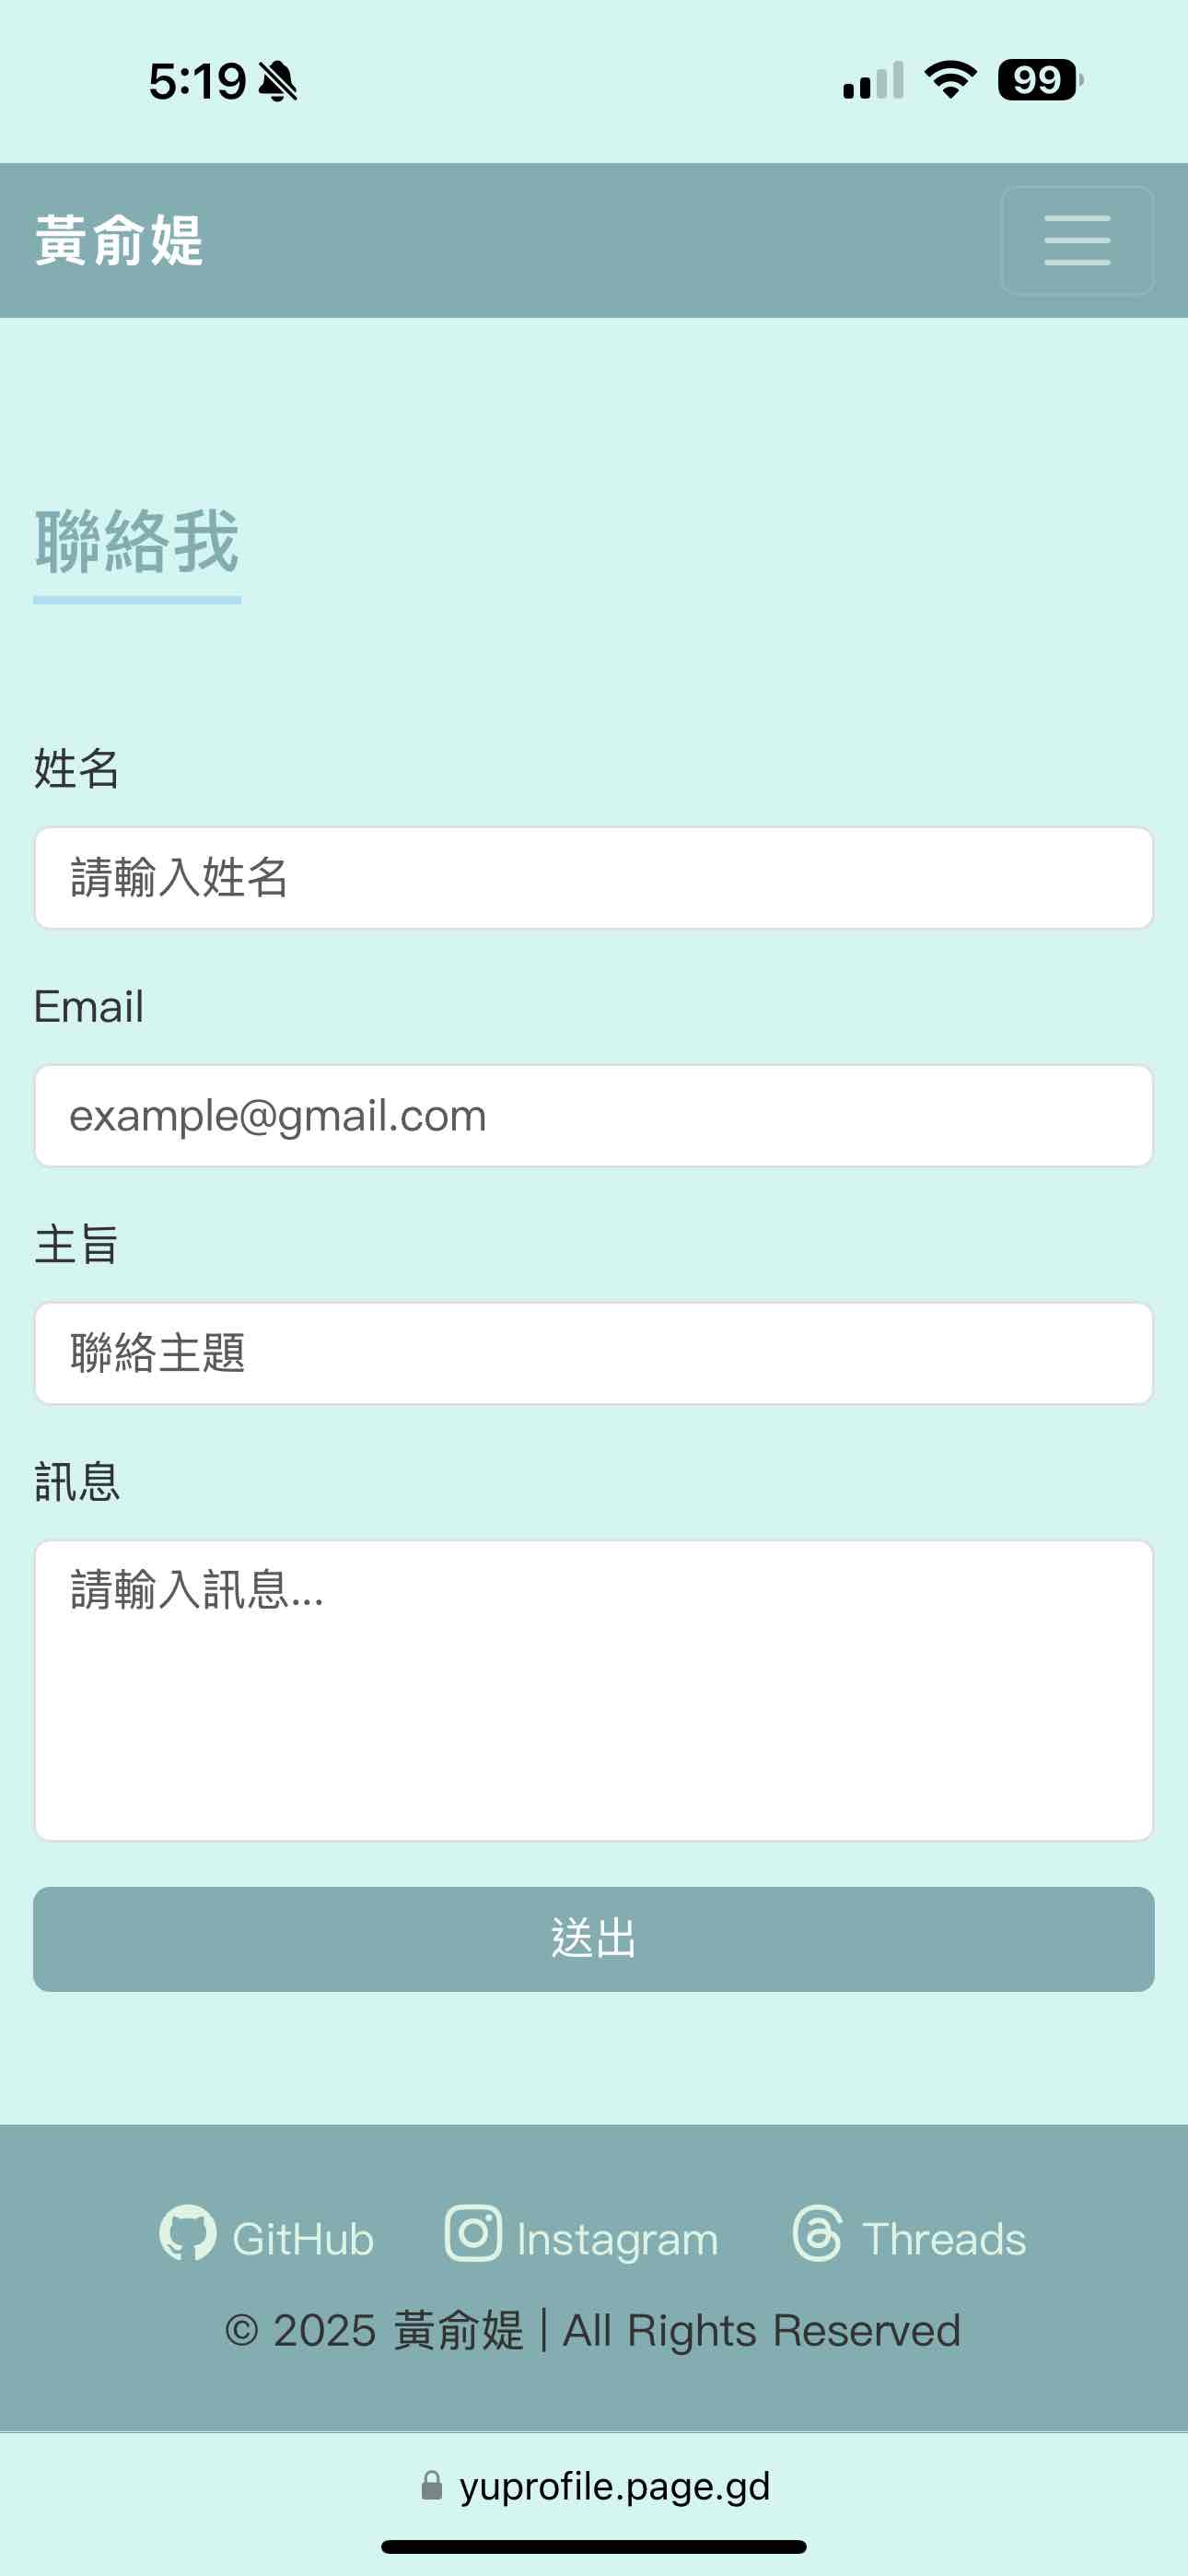 5:19
99
黃俞媞
聯絡我
姓名
請輸入姓名
Email
example@gmail.com
主旨
聯絡主題
訊息
請輸入訊息...
送出
GitHub Instagram Threads
© 2025 黃俞媞 | All Rights Reserved
yuprofile.page.gd